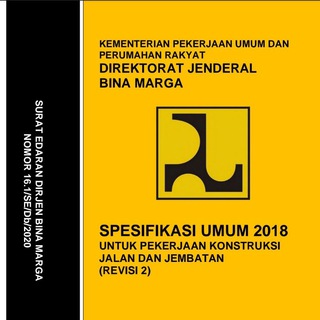 KEMENTERIAN PEKERJAAN UMUM DAN
PERUMAHAN RAKYAT
DIREKTORAT JENDERAL
BINA MARGA
SURAT EDARAN DIRJEN BINA MARGA
NOMOR 16.1/SE/Db/2020
SPESIFIKASI UMUM 2018
UNTUK PEKERJAAN KONSTRUKSI
JALAN DAN JEMBATAN
(REVISI 2)